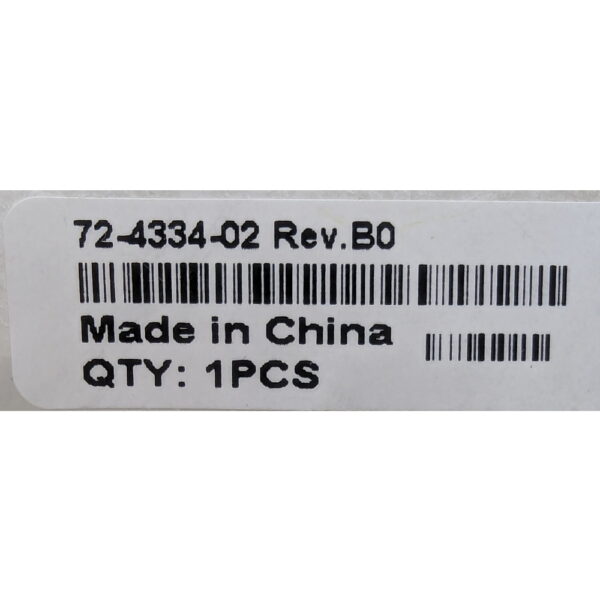 72-4334-02 Rev.B0
Made in China
QTY: 1PCS